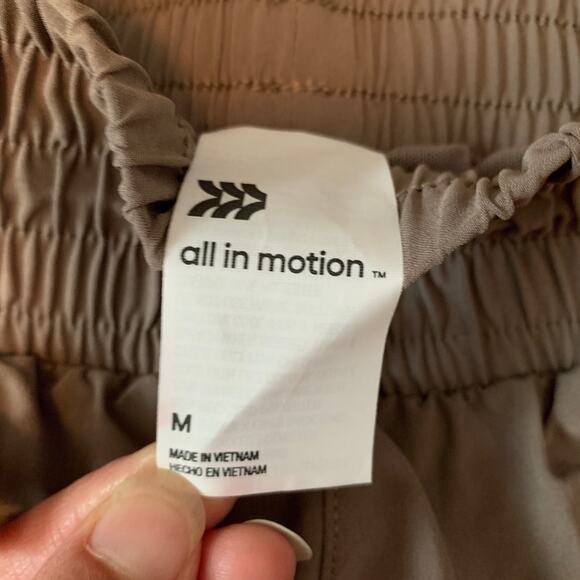 all in motion ™
M
MADE IN VIETNAM
HECHO EN VIETNAM